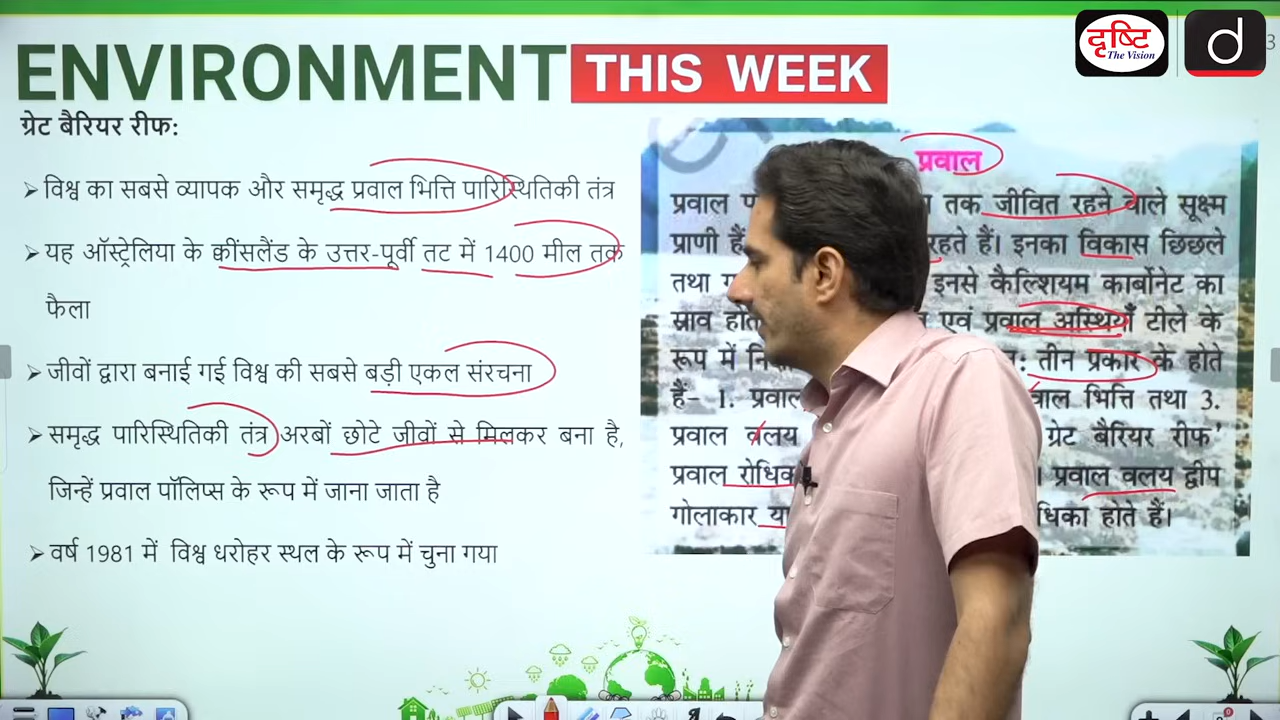 दृष्टि
The Vision
d
3
ENVIRONMENT THIS WEEK
ग्रेट बैरियर रीफ:
➢ विश्व का सबसे व्यापक और समृद्ध प्रवाल भित्ति पारिस्थितिकी तंत्र
➢ यह ऑस्ट्रेलिया के क्वींसलैंड के उत्तर-पूर्वी तट में 1400 मील तक
फैला
➢ जीवों द्वारा बनाई गई विश्व की सबसे बड़ी एकल संरचना
➢ समृद्ध पारिस्थितिकी तंत्र अरबों छोटे जीवों से मिलकर बना है,
जिन्हें प्रवाल पॉलिप्स के रूप में जाना जाता है
➢ वर्ष 1981 में विश्व धरोहर स्थल के रूप में चुना गया
प्रवाल
प्रवाल तक जीवित रहने वाले सूक्ष्म
प्राणी हैं रहते हैं। इनका विकास छिछले
तथा इनसे कैल्शियम कार्बोनेट का
स्राव एवं प्रवाल अस्थियाँ टीले के
रूप में तीन प्रकार के होते
हैं- 1. प्रवाल भित्ति तथा 3.
प्रवाल वलय ग्रेट बैरियर रीफ'
प्रवाल प्रवाल वलय द्वीप
गोलाकार होते हैं।